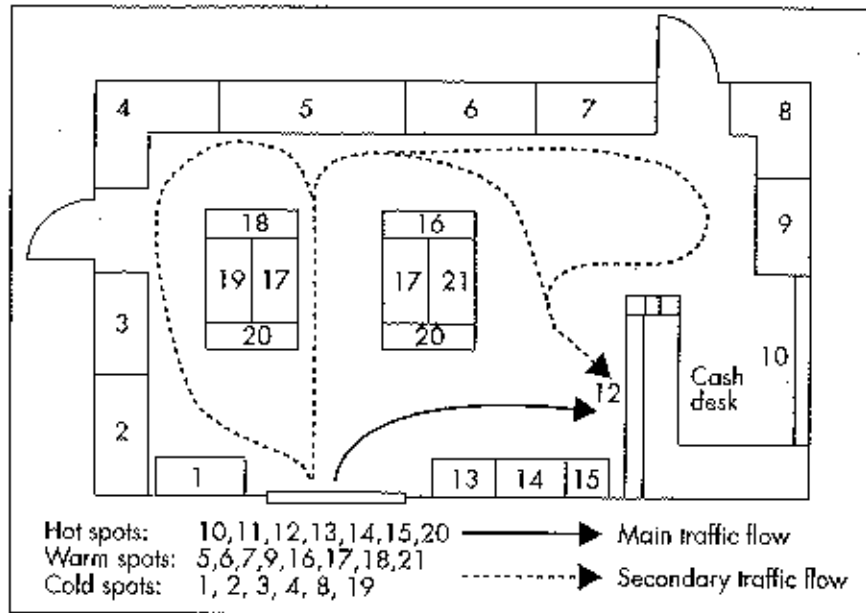 4 5 6 7 8
18 16 9
19 17 17 21
3 20 20
10
Cash
desk
12
2
1 13 14 15
Hot spots: 10,11,12,13,14,15,20
Main traffic flow
Warm spots: 5,6,7,9,16,17,18,21
Cold spots: 1, 2, 3, 4, 8, 19
Secondary traffic flow